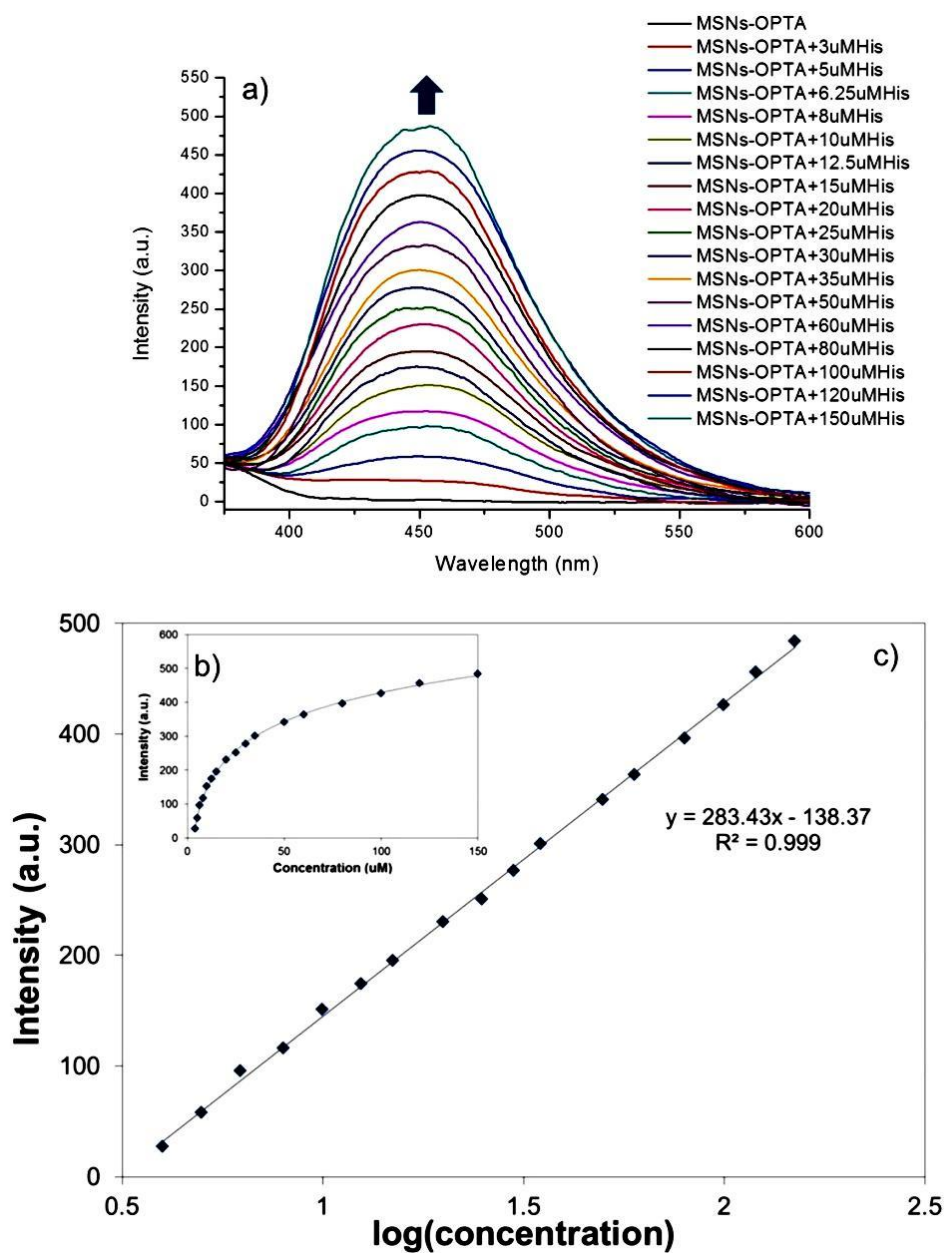 MSNs-OPTA
MSNs-OPTA+3uMHis
MSNs-OPTA+5uMHis
MSNs-OPTA+6.25uMHis
MSNs-OPTA+8uMHis
MSNs-OPTA+10uMHis
MSNs-OPTA+12.5uMHis
MSNs-OPTA+15uMHis
MSNs-OPTA+20uMHis
MSNs-OPTA+25uMHis
MSNs-OPTA+30uMHis
MSNs-OPTA+35uMHis
MSNs-OPTA+50uMHis
MSNs-OPTA+60uMHis
MSNs-OPTA+80uMHis
MSNs-OPTA+100uMHis
MSNs-OPTA+120uMHis
MSNs-OPTA+150uMHis
a)
550
500
450
400
350
300
250
200
150
100
50
0
Intensity (a.u.)
400 450 500 550 600
Wavelength (nm)
500
400
300
200
100
0
Intensity (a.u.)
b)
600
500
400
300
200
100
0
Intensity (a.u.)
0 50 100 150
Concentration (uM)
c)
y = 283.43x - 138.37
R² = 0.999
0.5 1 1.5 2 2.5
log(concentration)